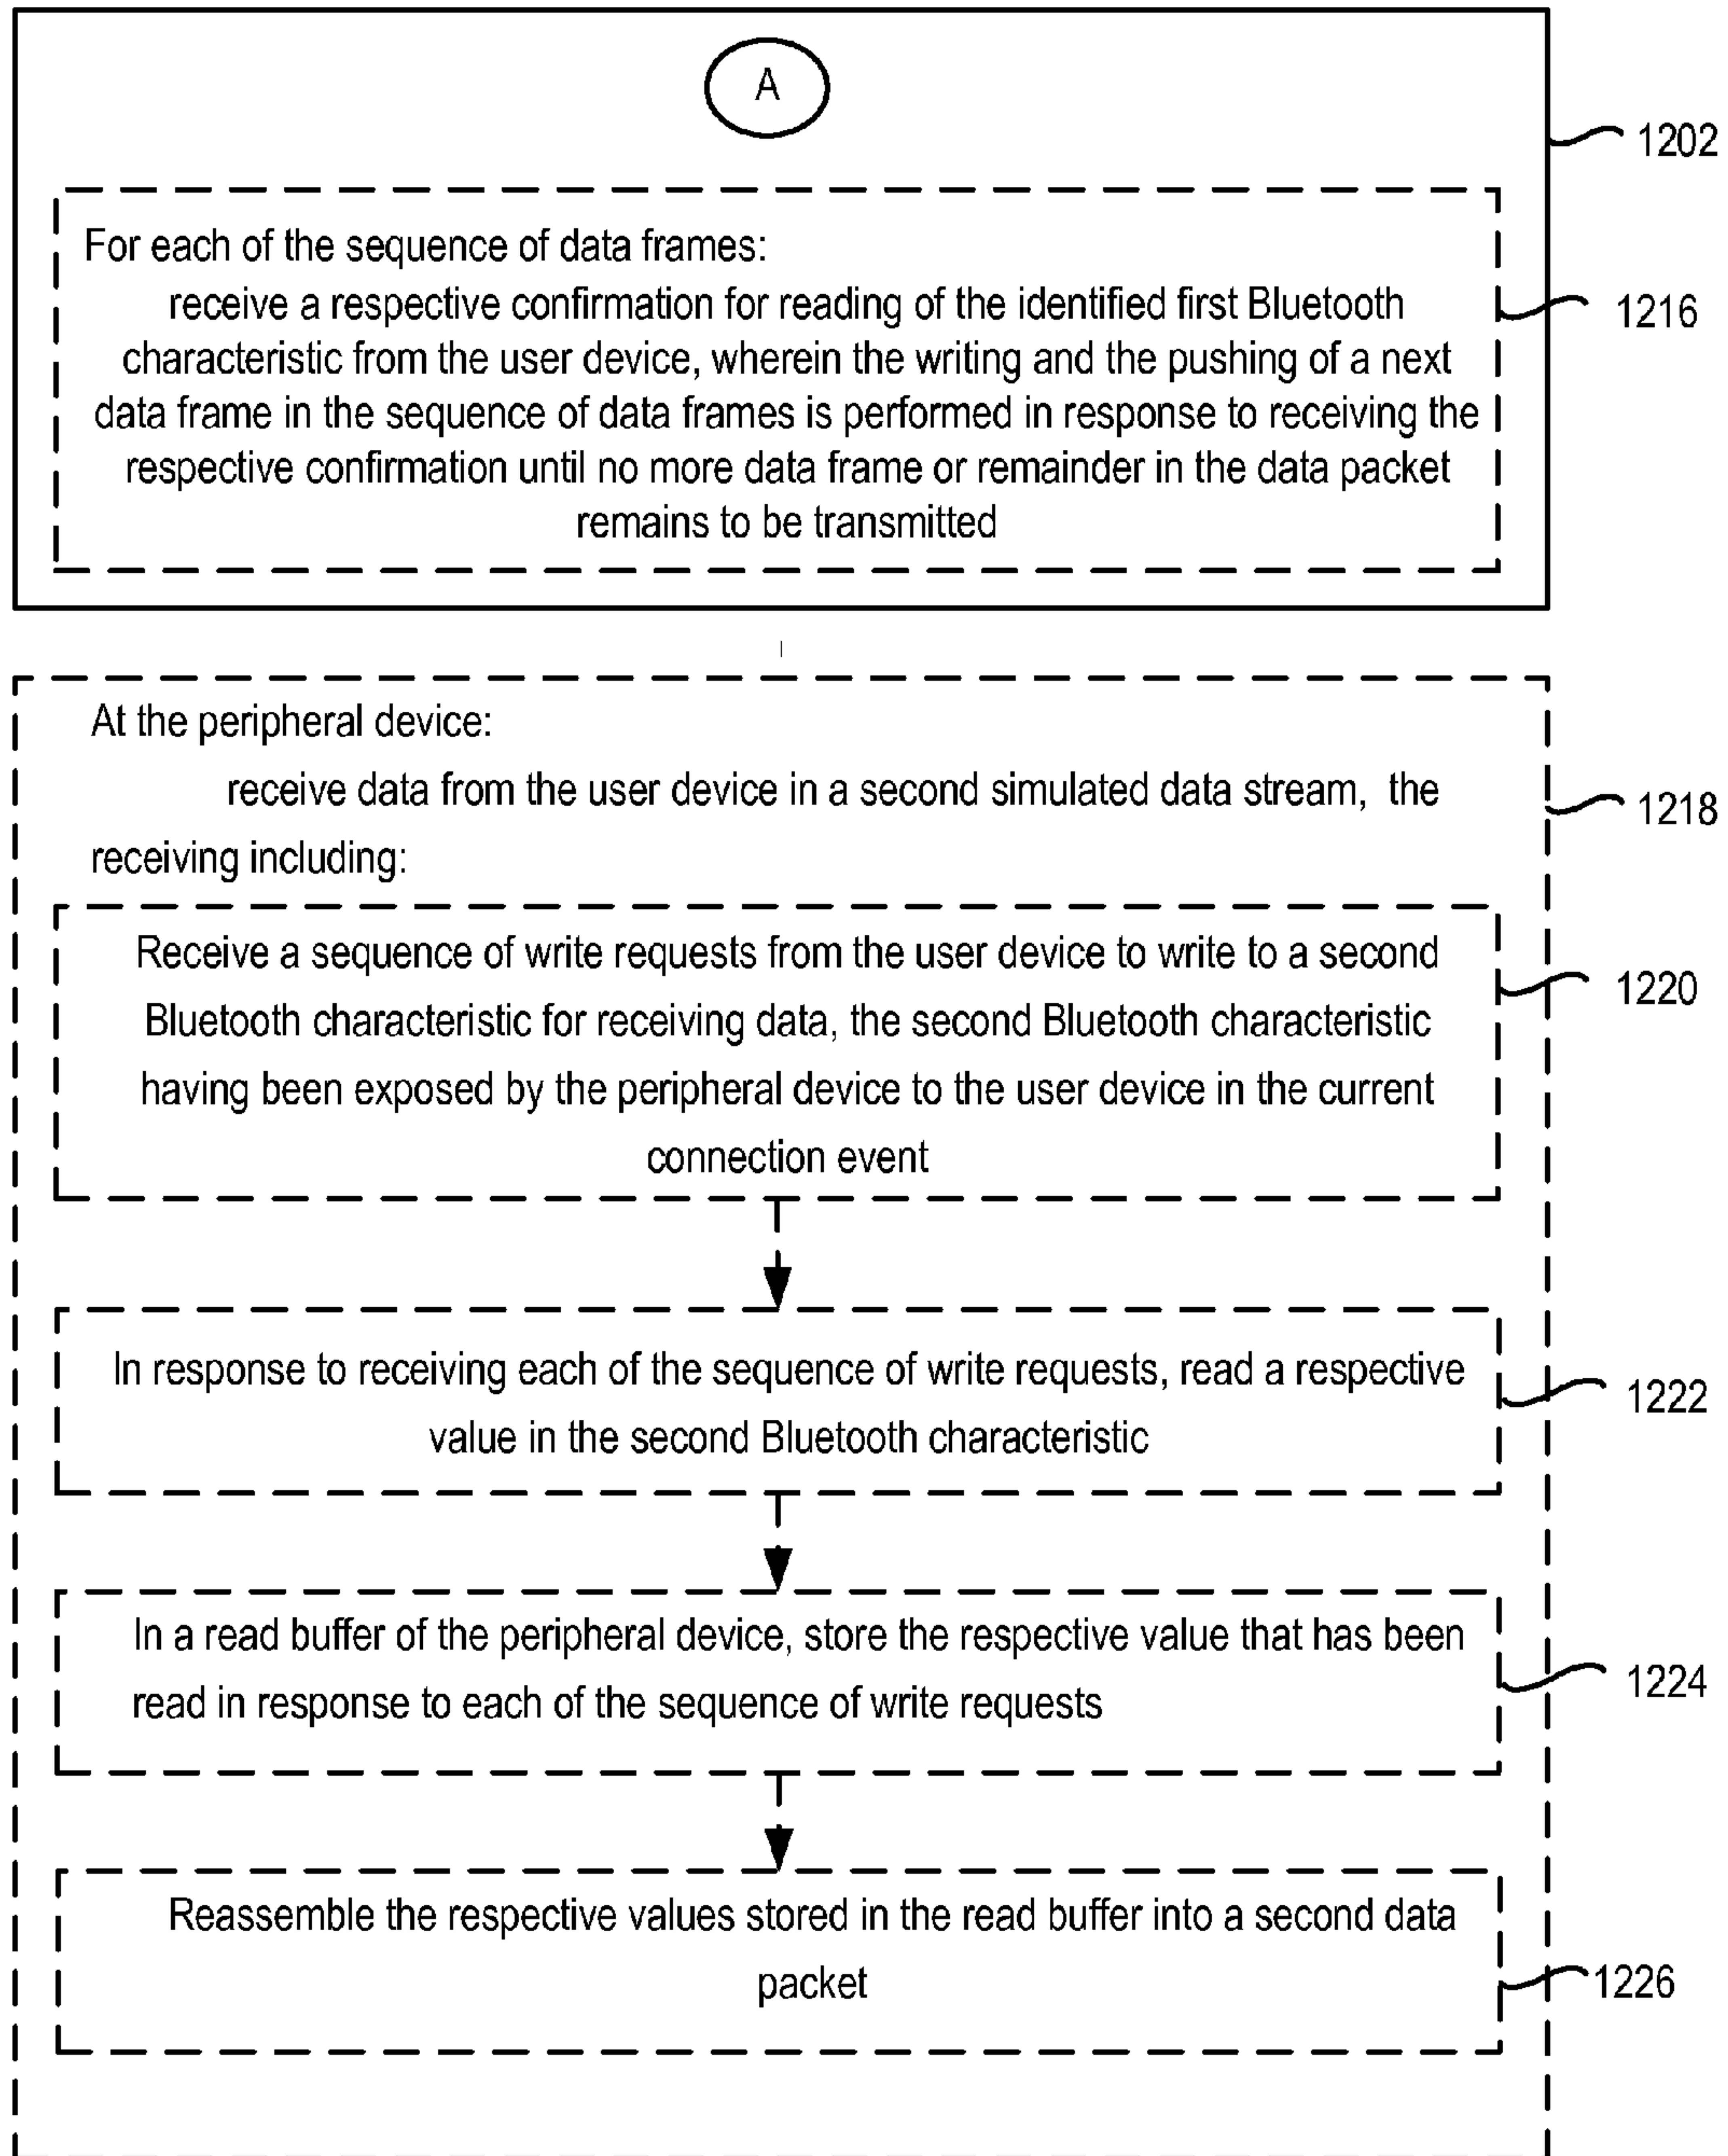 A
1202
For each of the sequence of data frames:
receive a respective confirmation for reading of the identified first Bluetooth
characteristic from the user device, wherein the writing and the pushing of a next
data frame in the sequence of data frames is performed in response to receiving the
respective confirmation until no more data frame or remainder in the data packet
remains to be transmitted
1216
At the peripheral device:
receive data from the user device in a second simulated data stream, the
receiving including:
1218
Receive a sequence of write requests from the user device to write to a second
Bluetooth characteristic for receiving data, the second Bluetooth characteristic
having been exposed by the peripheral device to the user device in the current
connection event
1220
In response to receiving each of the sequence of write requests, read a respective
value in the second Bluetooth characteristic
1222
In a read buffer of the peripheral device, store the respective value that has been
read in response to each of the sequence of write requests
1224
Reassemble the respective values stored in the read buffer into a second data
packet
1226